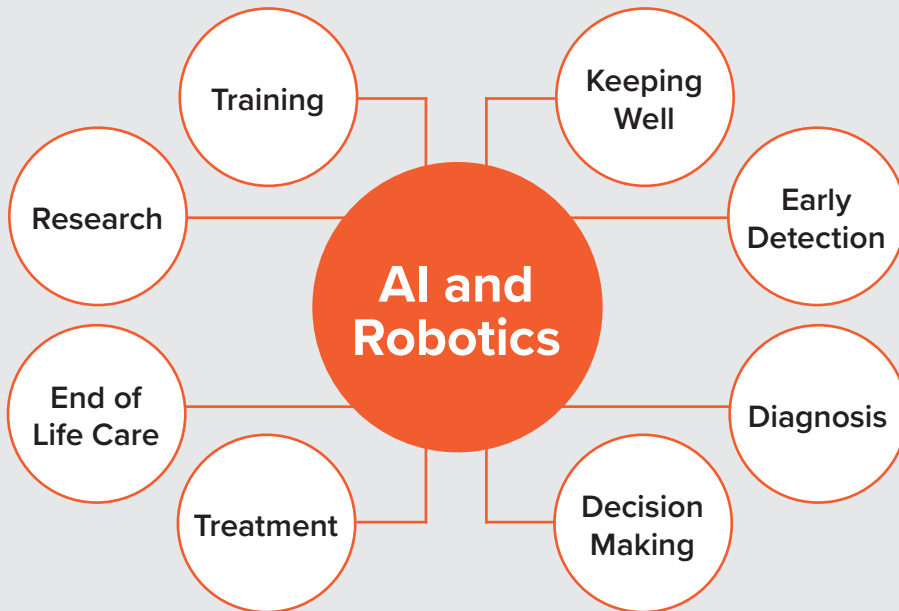 Training
Keeping
Well
Research
Early
Detection
AI and
Robotics
End of
Life Care
Diagnosis
Treatment
Decision
Making